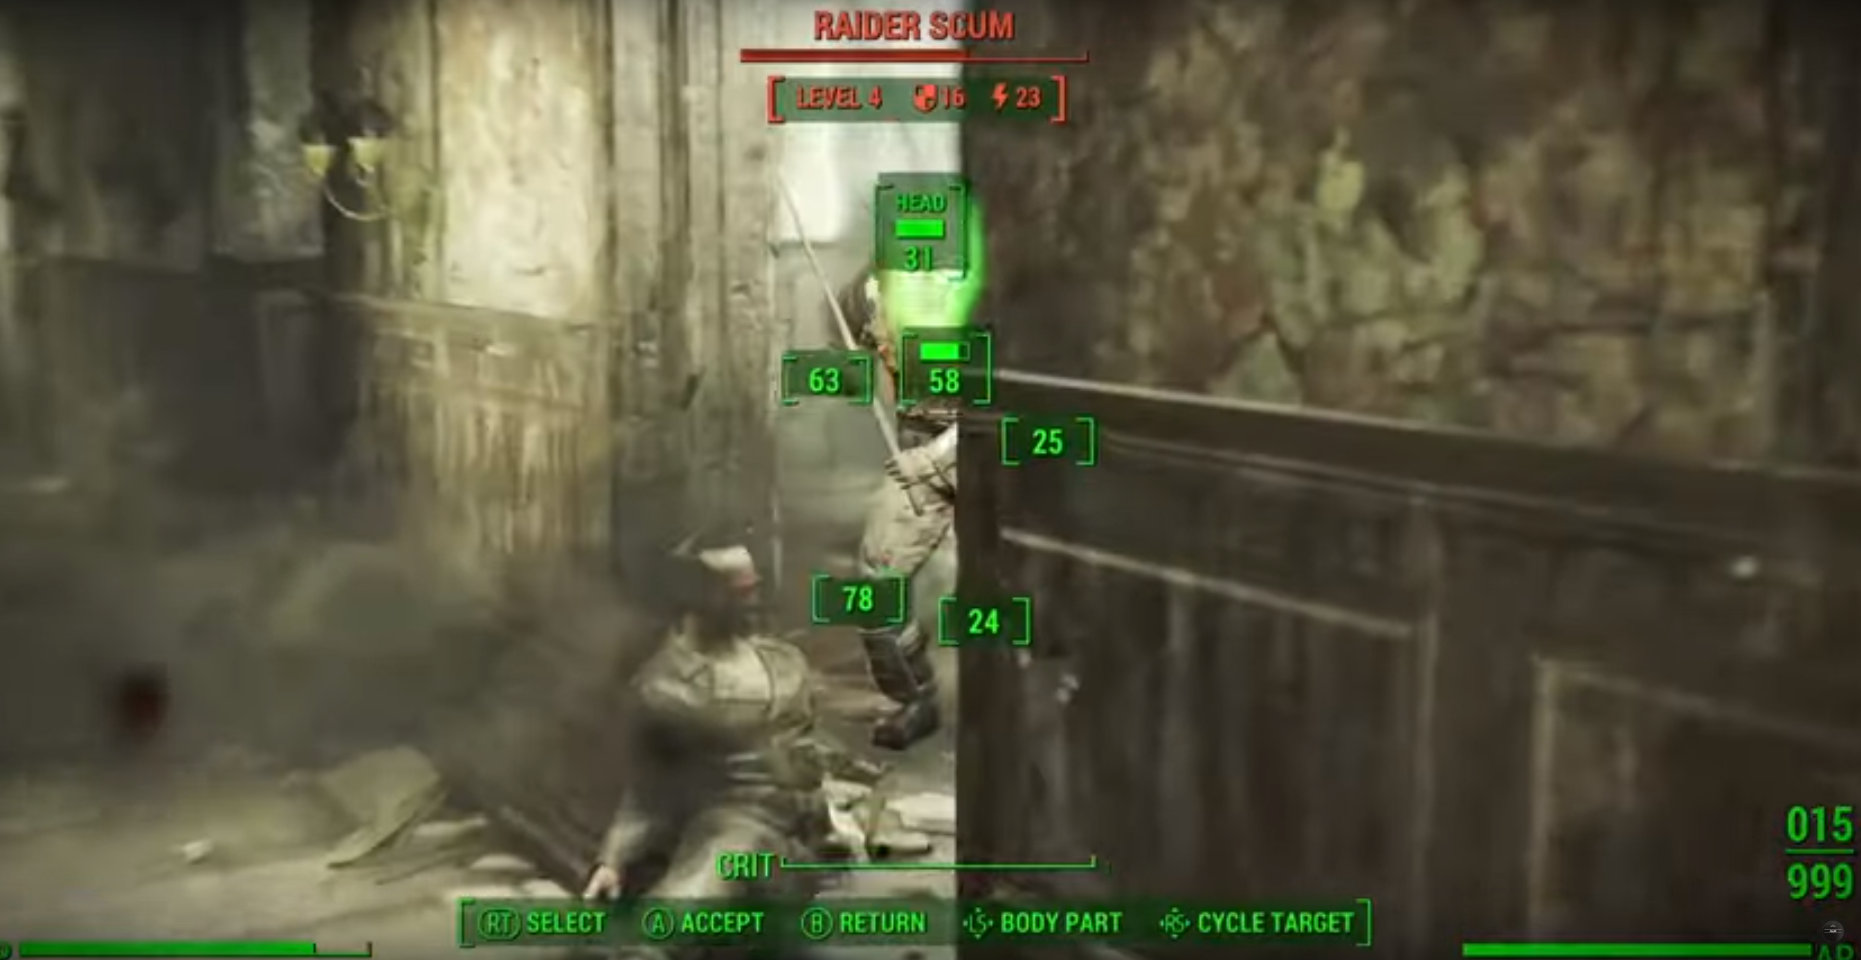 RAIDER SCUM
LEVEL 4 16 23
HEAD
31
63
58
25
78
24
CRIT
015
999
RT SELECT A ACCEPT B RETURN LS BODY PART RS CYCLE TARGET
AP